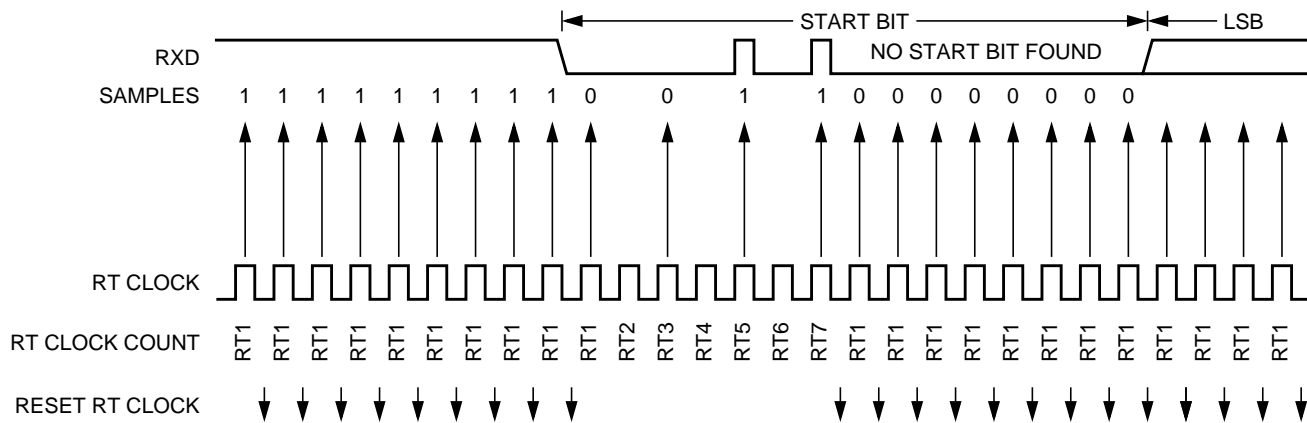 START BIT
LSB
RXD
NO START BIT FOUND
SAMPLES 1 1 1 1 1 1 1 1 1 0 0 1 1 0 0 0 0 0 0 0 0
RT CLOCK
RT CLOCK COUNT RT1 RT1 RT1 RT1 RT1 RT1 RT1 RT1 RT1 RT1 RT2 RT3 RT4 RT5 RT6 RT7 RT1 RT1 RT1 RT1 RT1 RT1 RT1 RT1 RT1 RT1 RT1 RT1
RESET RT CLOCK